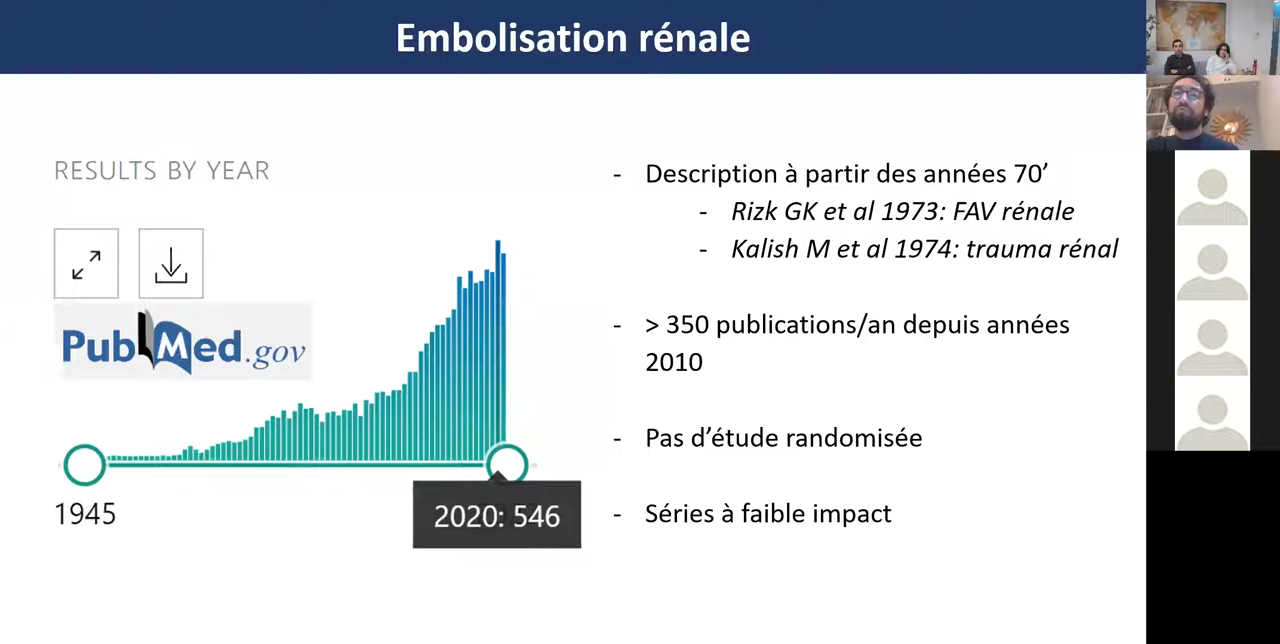 Embolisation rénale
RESULTS BY YEAR
PubMed.gov
1945
2020: 546
- Description à partir des années 70’
- Rizk GK et al 1973: FAV rénale
- Kalish M et al 1974: trauma rénal
- > 350 publications/an depuis années
2010
- Pas d’étude randomisée
- Séries à faible impact